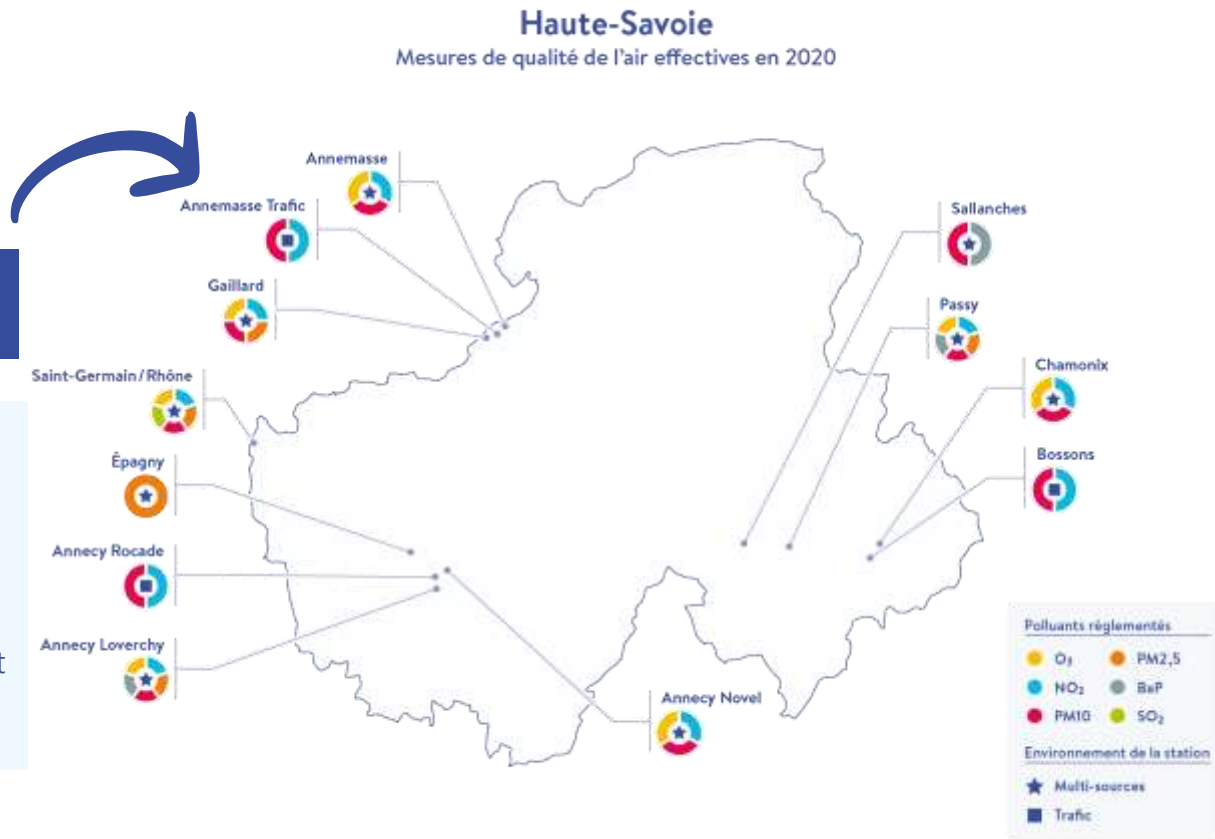 Haute-Savoie
Mesures de qualité de l'air effectives en 2020
Annemasse
Annemasse Trafic
Gaillard
Saint-Germain/Rhône
Épagny
Annecy Rocade
Annecy Loverchy
t
Annecy Novel
Sallanches
Passy
Chamonix
Bossons
Polluants réglementés
O₃
PM2,5
NO₂
BaP
PM10
SO₂
Environnement de la station
Multi-sources
Trafic